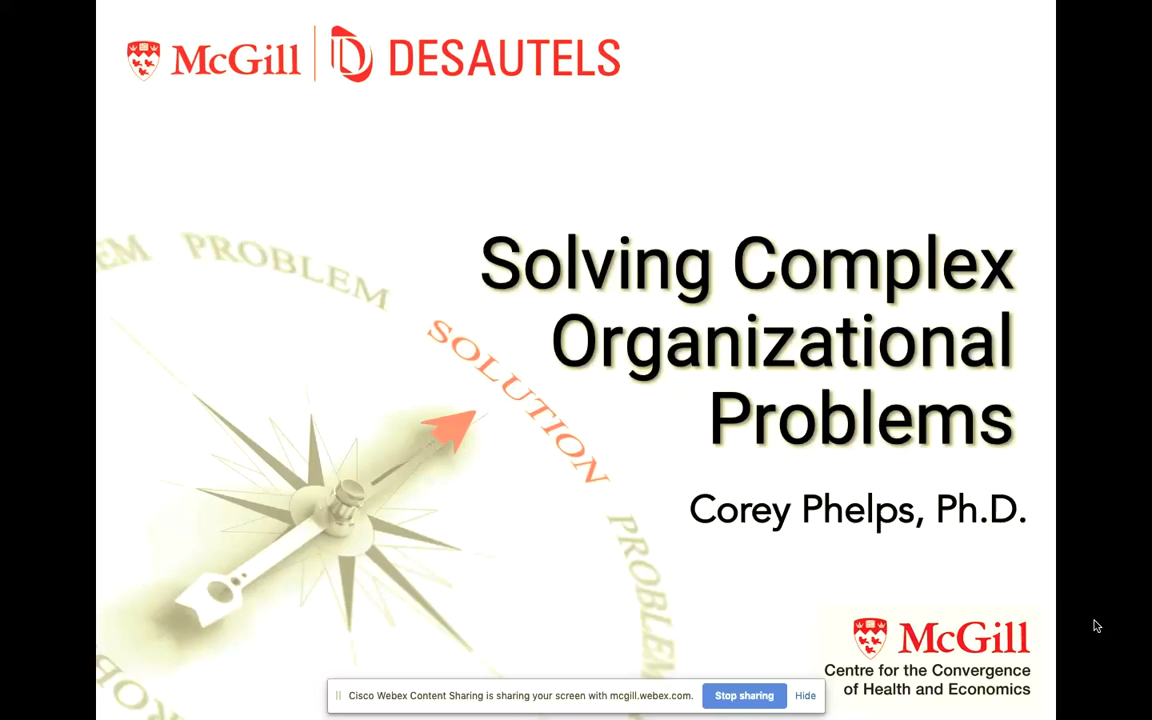 McGill DESAUTELS
Solving Complex
Organizational
Problems
Corey Phelps, Ph.D.
PROBLEM
SOLUTION
PROBLEM
McGill
Centre for the Convergence
of Health and Economics
Cisco Webex Content Sharing is sharing your screen with mcgill.webex.com. Stop sharing Hide